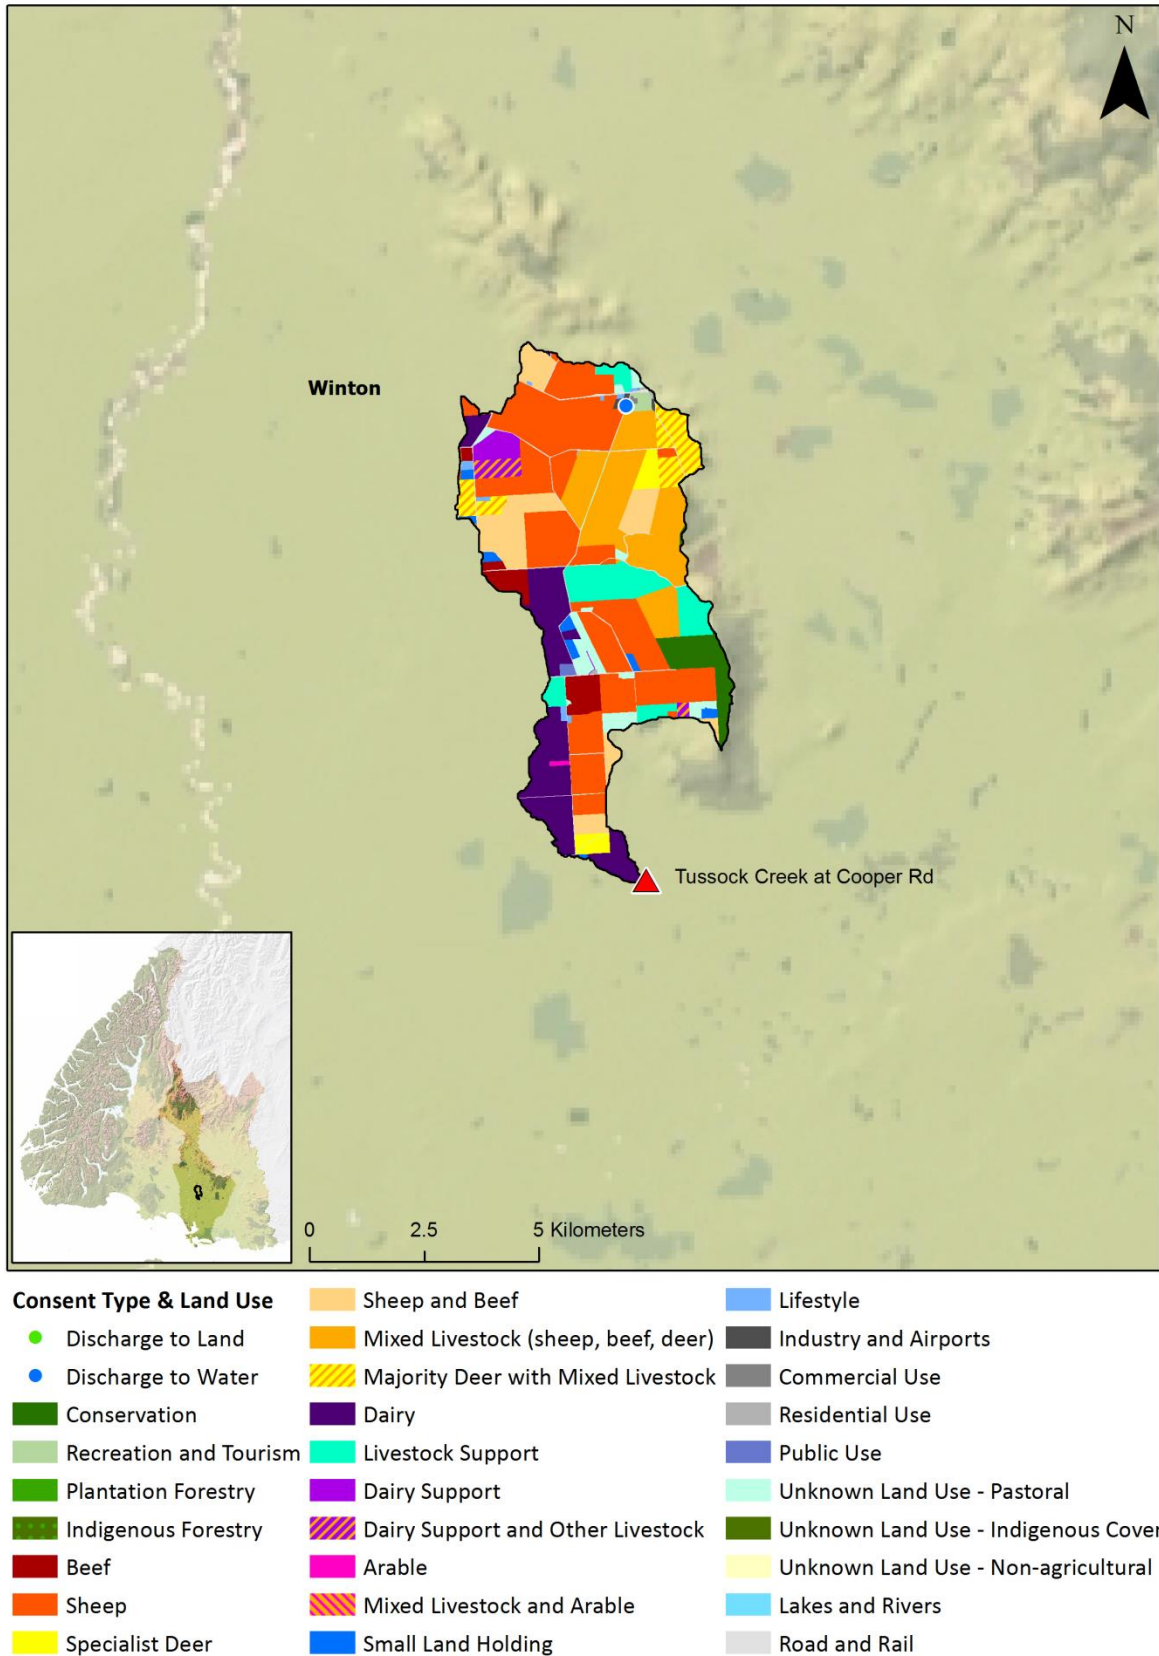 N
Winton
Tussock Creek at Cooper Rd
0 2.5 5 Kilometers
Consent Type & Land Use
Discharge to Land
Discharge to Water
Conservation
Recreation and Tourism
Plantation Forestry
Indigenous Forestry
Beef
Sheep
Specialist Deer
Sheep and Beef
Mixed Livestock (sheep, beef, deer)
Majority Deer with Mixed Livestock
Dairy
Livestock Support
Dairy Support
Dairy Support and Other Livestock
Arable
Mixed Livestock and Arable
Small Land Holding
Lifestyle
Industry and Airports
Commercial Use
Residential Use
Public Use
Unknown Land Use - Pastoral
Unknown Land Use - Indigenous Cover
Unknown Land Use - Non-agricultural
Lakes and Rivers
Road and Rail